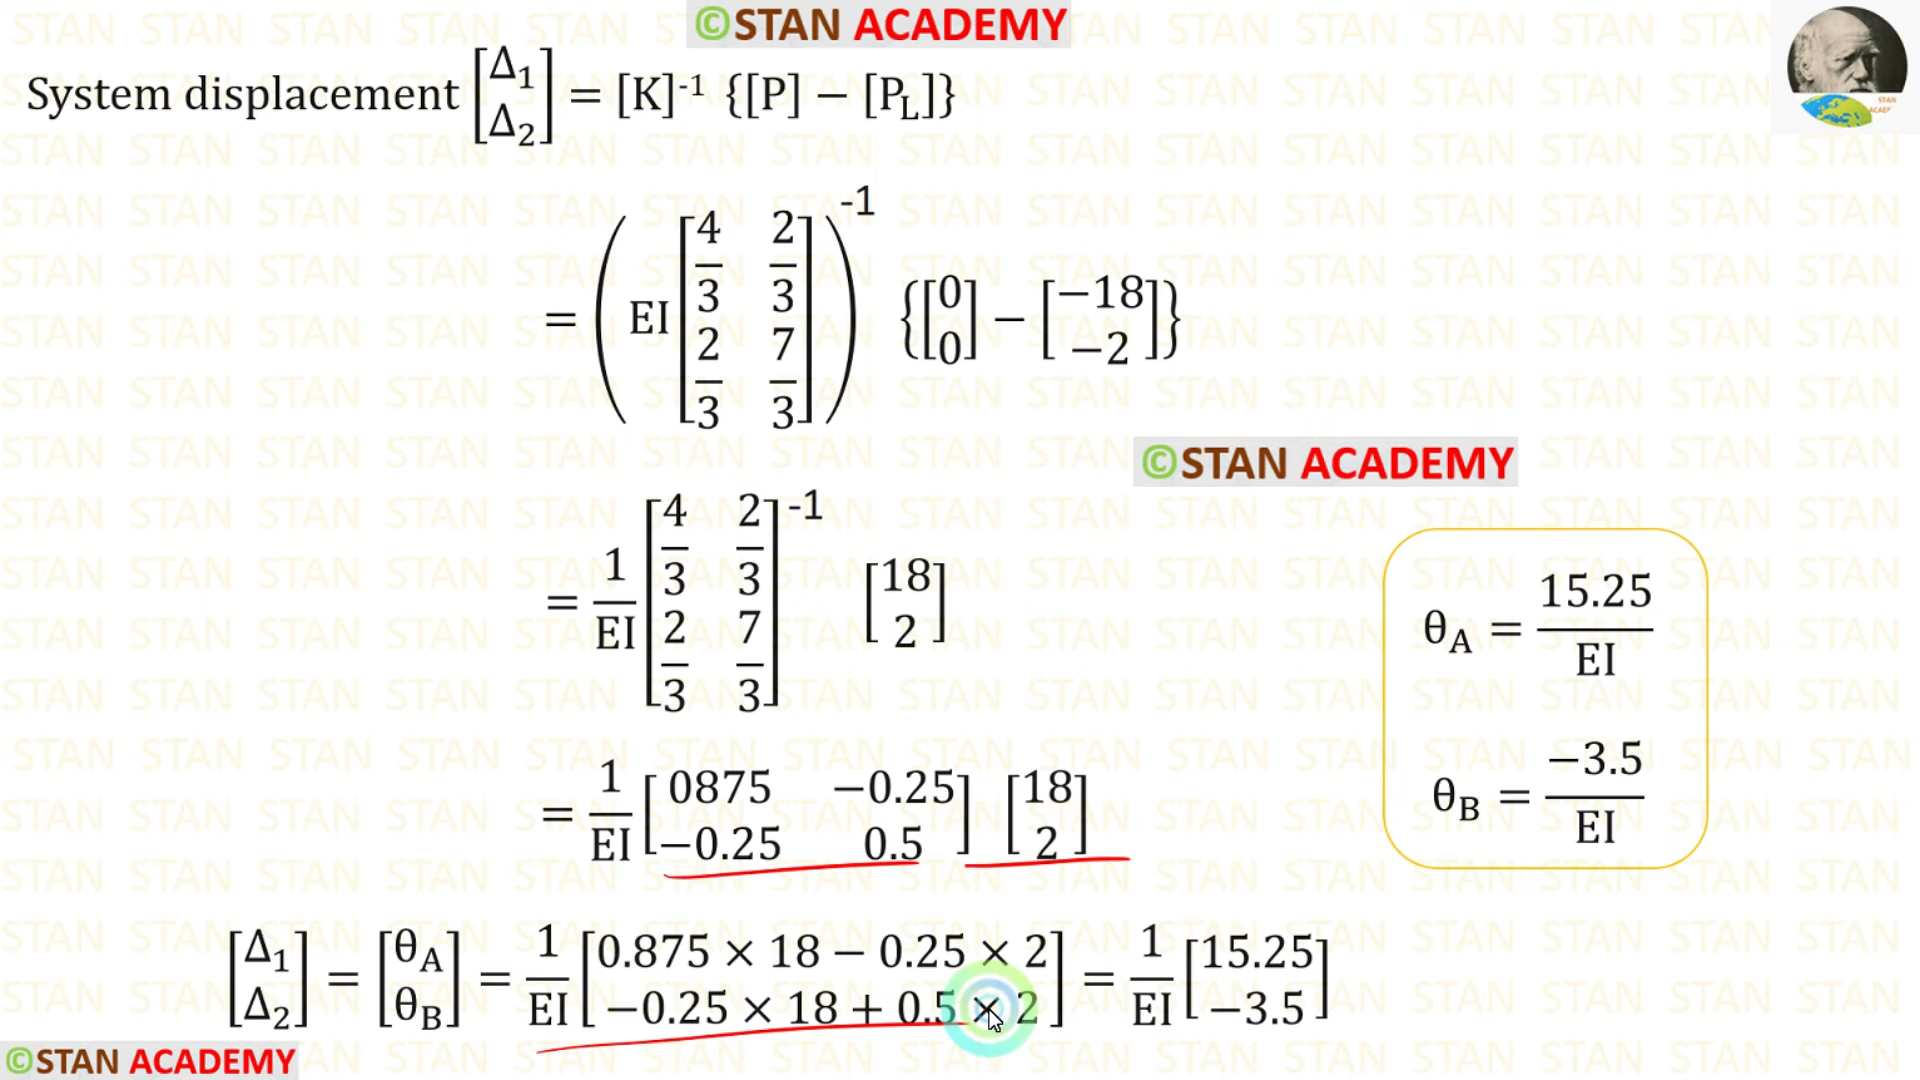 ©STAN ACADEMY
System displacement [Δ1 Δ2] = [K]-1 {[P] − [PL]}
= ( EI [4/3 2/3 2/3 7/3] )-1 {[0 0] − [−18 −2]}
©STAN ACADEMY
= 1/EI [4/3 2/3 2/3 7/3]-1 [18 2]
θA = 15.25/EI
θB = −3.5/EI
= 1/EI [0875 −0.25 −0.25 0.5] [18 2]
[Δ1 Δ2] = [θA θB] = 1/EI [0.875 × 18 − 0.25 × 2 −0.25 × 18 + 0.5 × 2] = 1/EI [15.25 −3.5]
©STAN ACADEMY